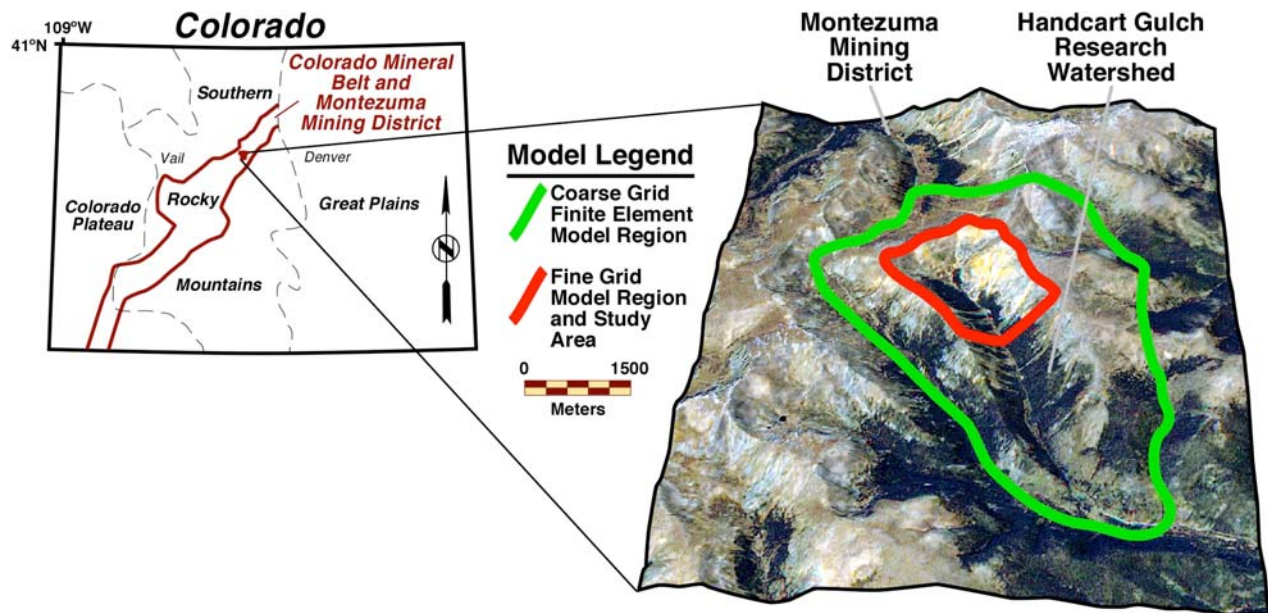 Colorado
109ºW
41ºN
Colorado Mineral
Belt and
Montezuma
Mining District
Southern
Vail
Denver
Rocky
Great Plains
Colorado
Plateau
Mountains
Model Legend
Coarse Grid
Finite Element
Model Region
Fine Grid
Model Region
and Study
Area
0 1500
Meters
Montezuma
Mining
District
Handcart Gulch
Research
Watershed